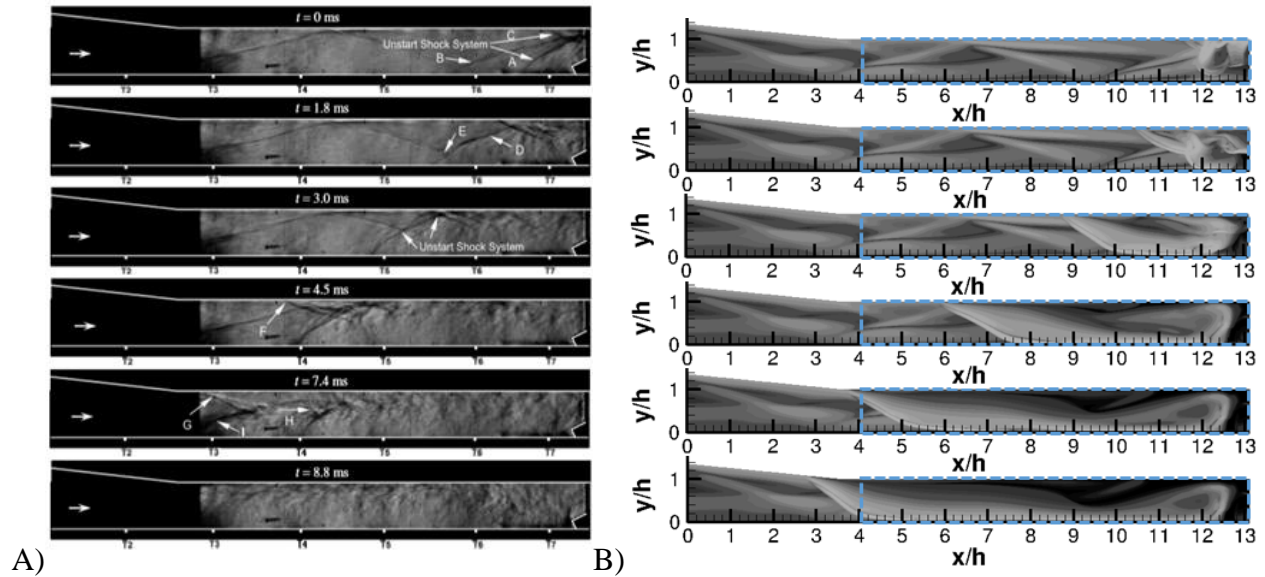 t = 0 ms
Unstart Shock System
C
B
A
T2 T3 T4 T5 T6 T7
t = 1.8 ms
E
D
T2 T3 T4 T5 T6 T7
t = 3.0 ms
Unstart Shock System
T2 T3 T4 T5 T6 T7
t = 4.5 ms
F
T2 T3 T4 T5 T6 T7
t = 7.4 ms
G
I
H
T2 T3 T4 T5 T6 T7
t = 8.8 ms
T2 T3 T4 T5 T6 T7
A)
y/h
1
0
0 1 2 3 4 5 6 7 8 9 10 11 12 13
x/h
y/h
1
0
0 1 2 3 4 5 6 7 8 9 10 11 12 13
x/h
y/h
1
0
0 1 2 3 4 5 6 7 8 9 10 11 12 13
x/h
y/h
1
0
0 1 2 3 4 5 6 7 8 9 10 11 12 13
x/h
y/h
1
0
0 1 2 3 4 5 6 7 8 9 10 11 12 13
x/h
y/h
1
0
0 1 2 3 4 5 6 7 8 9 10 11 12 13
x/h
B)